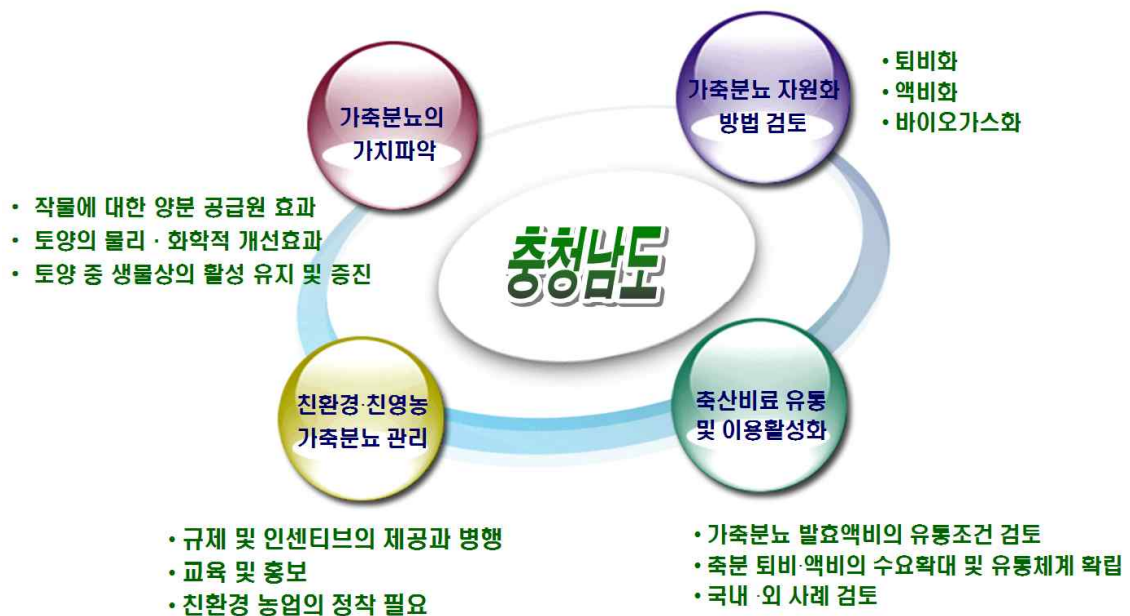 가축분뇨의
가치파악
• 작물에 대한 양분 공급원 효과
• 토양의 물리 · 화학적 개선효과
• 토양 중 생물상의 활성 유지 및 증진
가축분뇨 자원화
방법 검토
• 퇴비화
• 액비화
• 바이오가스화
충청남도
친환경·친영농
가축분뇨 관리
• 규제 및 인센티브의 제공과 병행
• 교육 및 홍보
• 친환경 농업의 정착 필요
축산비료 유통
및 이용활성화
• 가축분뇨 발효액비의 유통조건 검토
• 축분 퇴비·액비의 수요확대 및 유통체계 확립
• 국내 ·외 사례 검토